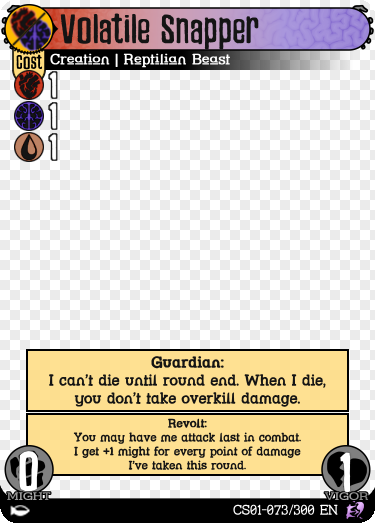 Volatile Snapper
Cost
Creation | Reptilian Beast
1
1
1
Guardian:
I can't die until round end. When I die,
you don't take overkill damage.
Revolt:
You may have me attack last in combat.
I get +1 might for every point of damage
I've taken this round.
0
MIGHT
1
VIGOR
CS01-073/300 EN